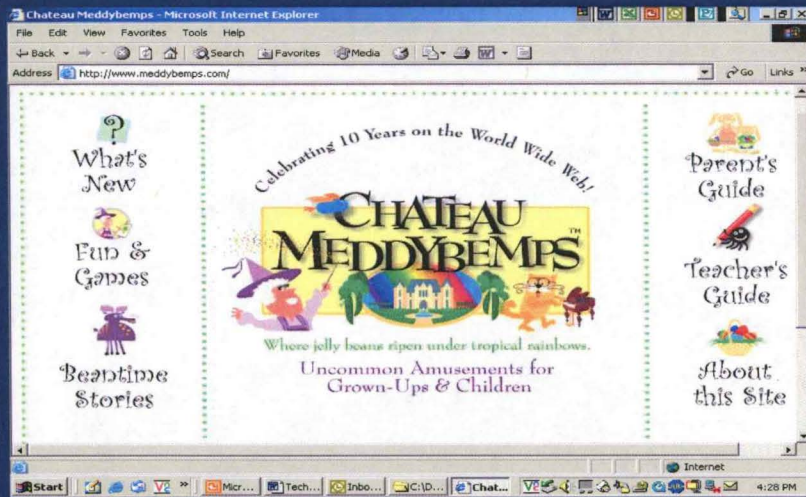 Chateau Meddybemps - Microsoft Internet Explorer
File Edit View Favorites Tools Help
Back Search Favorites Media
Address http://www.meddybemps.com/ Go Links »
What's
New
Fun &
Games
Beantime
Stories
Celebrating 10 Years on the World Wide Web!
CHATEAU
MEDDYBEMPS™
Where jelly beans ripen under tropical rainbows.
Uncommon Amusements for
Grown-Ups & Children
Parent's
Guide
Teacher's
Guide
About
this Site
Internet
Start » Micr... Tech... Inbo... C:\D... Chat... 4:28 PM